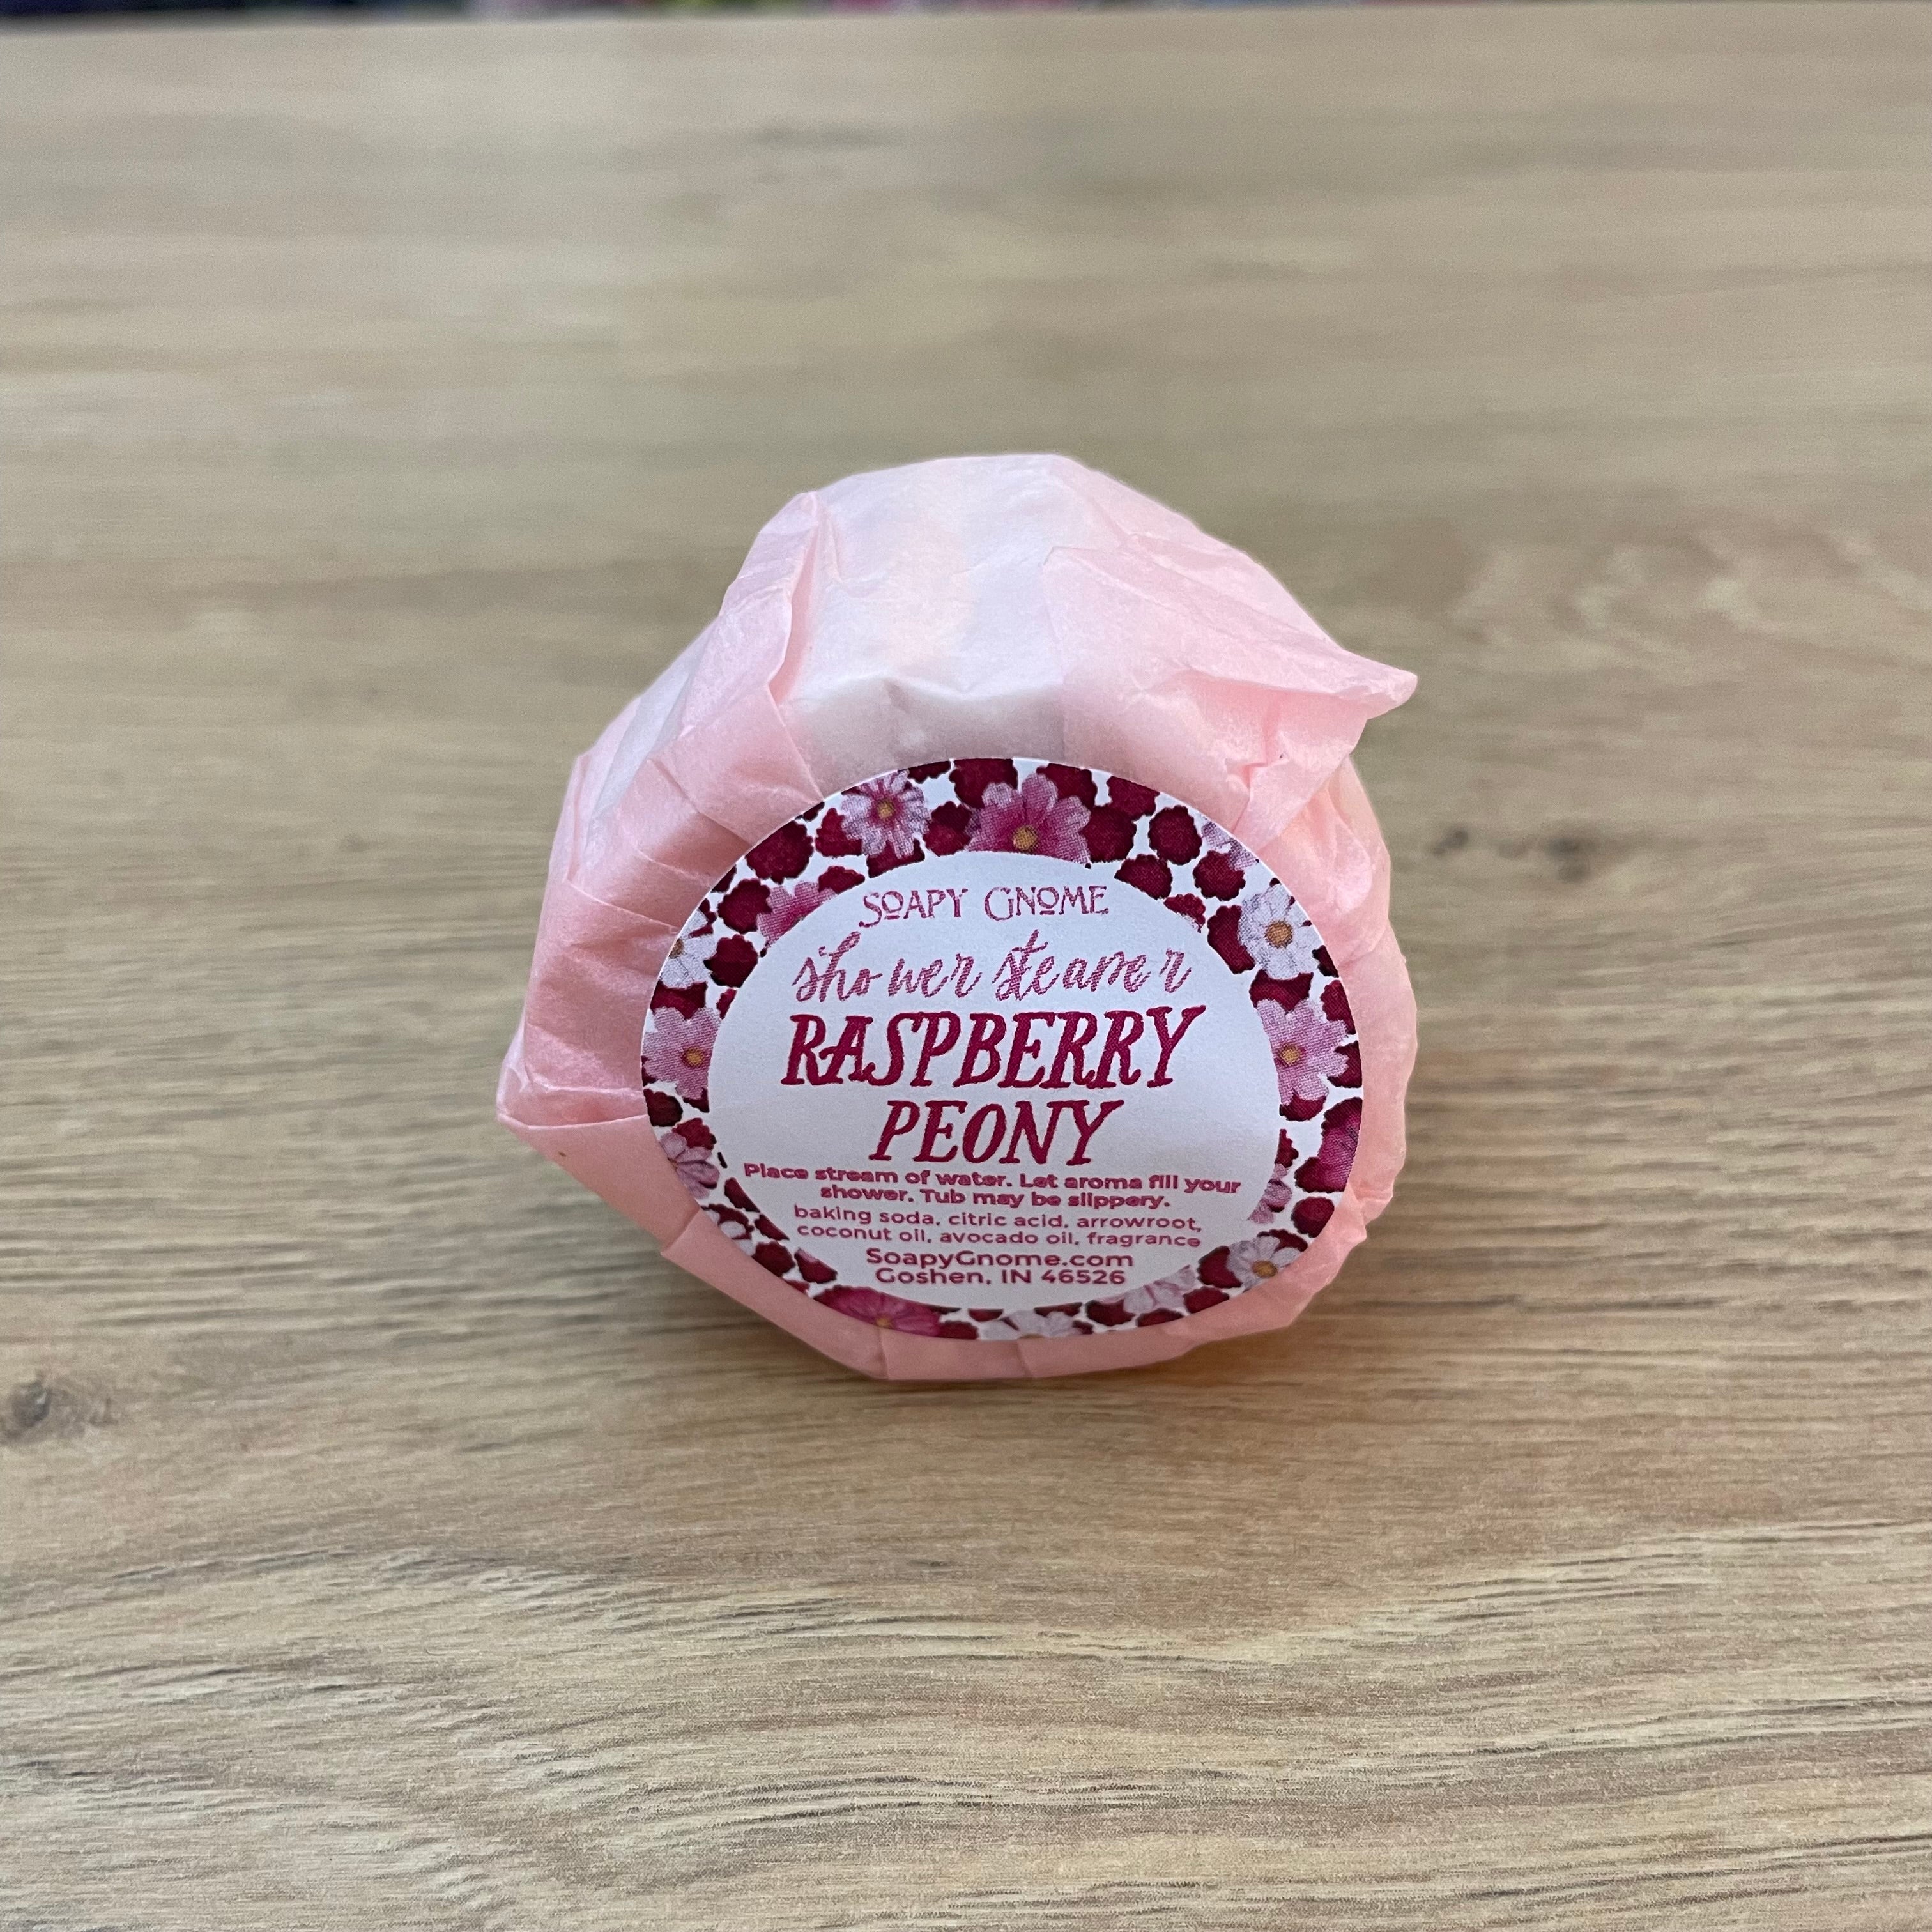 SOAPY GNOME
shower steamer
RASPBERRY
PEONY
Place stream of water. Let aroma fill your
shower. Tub may be slippery.
baking soda, citric acid, arrowroot,
coconut oil, avocado oil, fragrance
SoapyGnome.com
Goshen, IN 46526